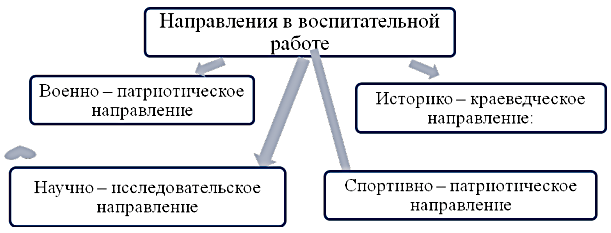 Направления в воспитательной
работе
Военно – патриотическое
направление
Историко – краеведческое
направление:
Научно – исследовательское
направление
Спортивно – патриотическое
направление